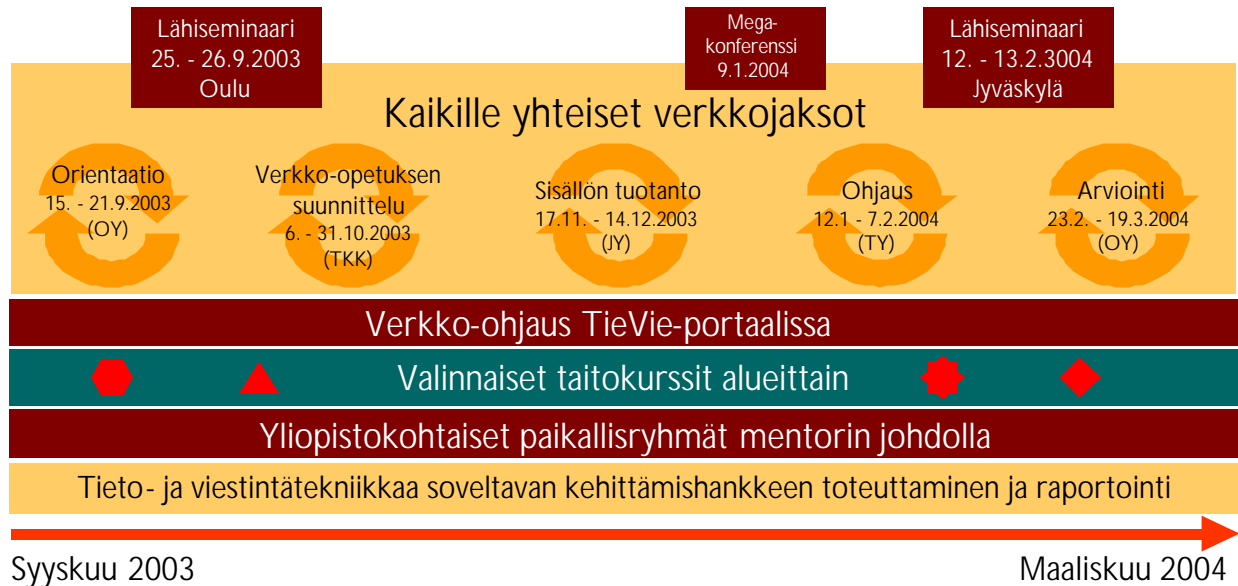 Lähiseminaari
25. - 26.9.2003
Oulu
Mega-
konferenssi
9.1.2004
Lähiseminaari
12. - 13.2.3004
Jyväskylä
Kaikille yhteiset verkkojaksot
Orientaatio
15. - 21.9.2003
(OY)
Verkko-opetuksen
suunnittelu
6. - 31.10.2003
(TKK)
Sisällön tuotanto
17.11. - 14.12.2003
(JY)
Ohjaus
12.1 - 7.2.2004
(TY)
Arviointi
23.2. - 19.3.2004
(OY)
Verkko-ohjaus TieVie-portaalissa
Valinnaiset taitokurssit alueittain
Yliopistokohtaiset paikallisryhmät mentorin johdolla
Tieto- ja viestintätekniikkaa soveltavan kehittämishankkeen toteuttaminen ja raportointi
Syyskuu 2003
Maaliskuu 2004